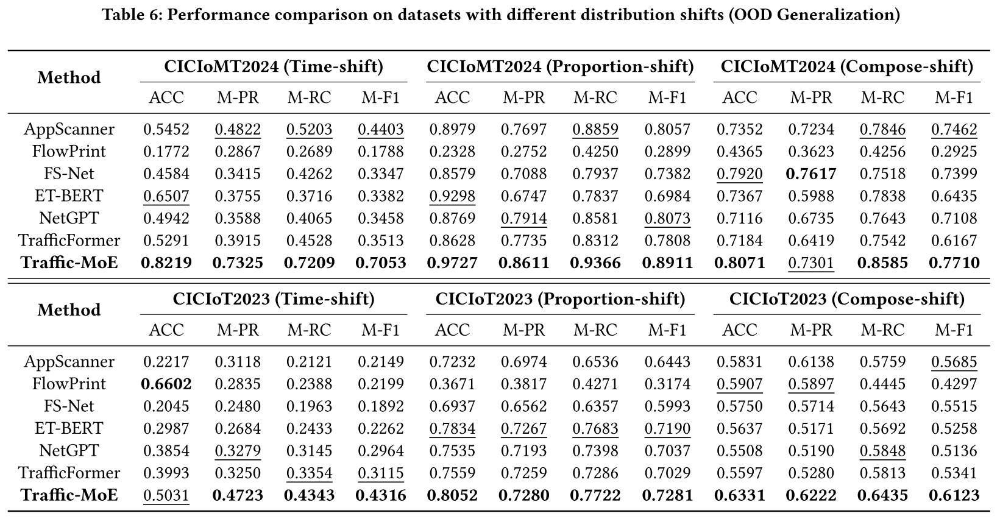 Table 6: Performance comparison on datasets with different distribution shifts (OOD Generalization)
Method CICIoMT2024 (Time-shift) CICIoMT2024 (Proportion-shift) CICIoMT2024 (Compose-shift)
ACC M-PR M-RC M-F1 ACC M-PR M-RC M-F1 ACC M-PR M-RC M-F1
AppScanner 0.5452 0.4822 0.5203 0.4403 0.8979 0.7697 0.8859 0.8057 0.7352 0.7234 0.7846 0.7462
FlowPrint 0.1772 0.2867 0.2689 0.1788 0.2328 0.2752 0.4250 0.2899 0.4365 0.3623 0.4256 0.2925
FS-Net 0.4584 0.3415 0.4262 0.3347 0.8579 0.7088 0.7937 0.7382 0.7920 0.7617 0.7518 0.7399
ET-BERT 0.6507 0.3755 0.3716 0.3382 0.9298 0.6747 0.7837 0.6984 0.7367 0.5988 0.7838 0.6435
NetGPT 0.4942 0.3588 0.4065 0.3458 0.8769 0.7914 0.8581 0.8073 0.7116 0.6735 0.7643 0.7108
TrafficFormer 0.5291 0.3915 0.4528 0.3513 0.8628 0.7735 0.8312 0.7808 0.7184 0.6419 0.7542 0.6167
Traffic-MoE 0.8219 0.7325 0.7209 0.7053 0.9727 0.8611 0.9366 0.8911 0.8071 0.7301 0.8585 0.7710
Method CICIoT2023 (Time-shift) CICIoT2023 (Proportion-shift) CICIoT2023 (Compose-shift)
ACC M-PR M-RC M-F1 ACC M-PR M-RC M-F1 ACC M-PR M-RC M-F1
AppScanner 0.2217 0.3118 0.2121 0.2149 0.7232 0.6974 0.6536 0.6443 0.5831 0.6138 0.5759 0.5685
FlowPrint 0.6602 0.2835 0.2388 0.2199 0.3671 0.3817 0.4271 0.3174 0.5907 0.5897 0.4445 0.4297
FS-Net 0.2045 0.2480 0.1963 0.1892 0.6937 0.6562 0.6357 0.5993 0.5750 0.5714 0.5643 0.5515
ET-BERT 0.2987 0.2684 0.2433 0.2262 0.7834 0.7267 0.7683 0.7190 0.5637 0.5171 0.5692 0.5258
NetGPT 0.3854 0.3279 0.3145 0.2964 0.7535 0.7193 0.7398 0.7037 0.5508 0.5190 0.5848 0.5136
TrafficFormer 0.3993 0.3250 0.3354 0.3115 0.7559 0.7259 0.7286 0.7029 0.5597 0.5280 0.5813 0.5341
Traffic-MoE 0.5031 0.4723 0.4343 0.4316 0.8052 0.7280 0.7722 0.7281 0.6331 0.6222 0.6435 0.6123